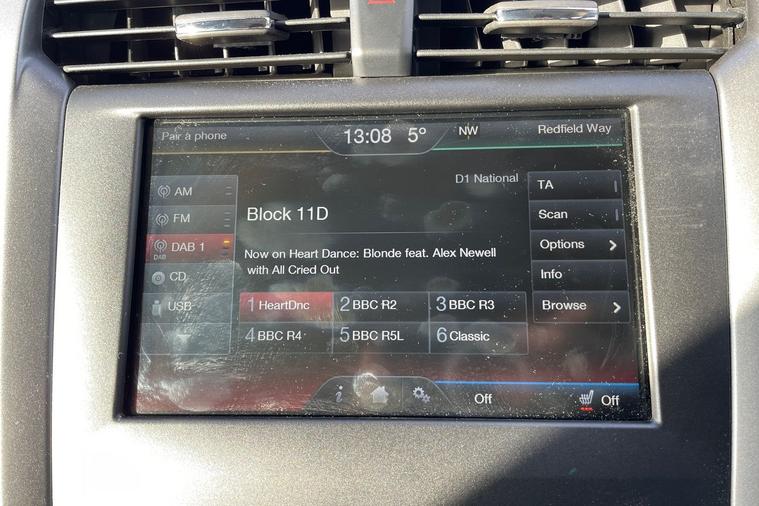 Pair a phone
13:08 5°
NW
Redfield Way
D1 National
AM
FM
DAB 1
DAB
CD
USB
Block 11D
Now on Heart Dance: Blonde feat. Alex Newell
with All Cried Out
1 HeartDnc
2 BBC R2
3 BBC R3
4 BBC R4
5 BBC R5L
6 Classic
TA
Scan
Options
Info
Browse
i
Off
Off